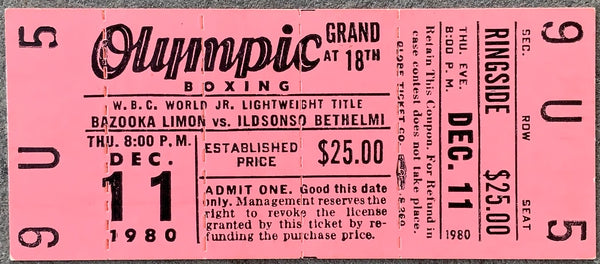 5
U
9
Olympic
BOXING
GRAND
AT 18TH
W.B.C. WORLD JR. LIGHTWEIGHT TITLE
BAZOOKA LIMON vs. ILDSONSO BETHELMI
THU. 8:00 P.M.
DEC.
11
1980
ESTABLISHED
PRICE
$25.00
ADMIT ONE. Good this date
only. Management reserves the
right to revoke the license
granted by this ticket by re-
funding the purchase price.
GLOBE TICKET CO.
Retain This Coupon. For Refund in
case contest does not take place.
THU. EVE.
8:00 P.M.
DEC. 11
1980
RINGSIDE
$25.00
SEC.
ROW
SEAT
9
U
5